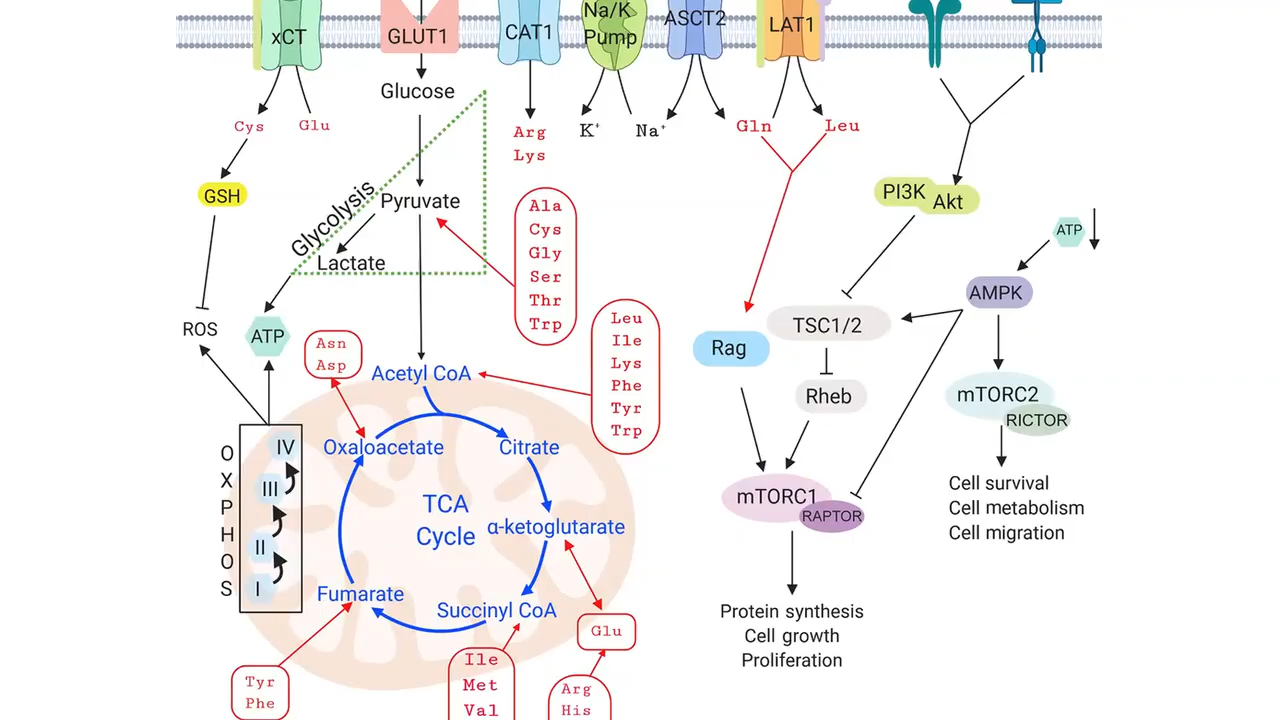 xCT
GLUT1
CAT1
Na/K
Pump
ASCT2
LAT1
Glucose
Cys
Glu
Arg
Lys
K⁺
Na⁺
Gln
Leu
GSH
Glycolysis
Pyruvate
Lactate
Ala
Cys
Gly
Ser
Thr
Trp
PI3K
Akt
ATP
AMPK
ROS
ATP
Asn
Asp
Acetyl CoA
Leu
Ile
Lys
Phe
Tyr
Trp
Rag
TSC1/2
Rheb
mTORC2
RICTOR
OXPHOS
IV
III
II
I
Oxaloacetate
Citrate
TCA
Cycle
α-ketoglutarate
Fumarate
Succinyl CoA
mTORC1
RAPTOR
Cell survival
Cell metabolism
Cell migration
Protein synthesis
Cell growth
Proliferation
Glu
Tyr
Phe
Ile
Met
Val
Arg
His